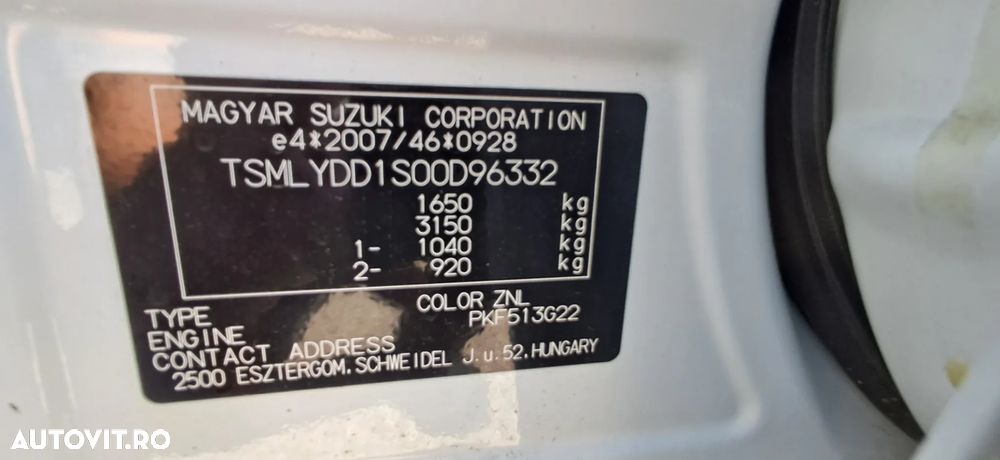 MAGYAR SUZUKI CORPORATION
e4*2007/46*0928
TSMLYDD1S00D96332
1650 kg
3150 kg
1- 1040 kg
2- 920 kg
TYPE COLOR ZNL
ENGINE PKF513G22
CONTACT ADDRESS
2500 ESZTERGOM. SCHWEIDEL J. u. 52. HUNGARY
AUTOVIT.RO